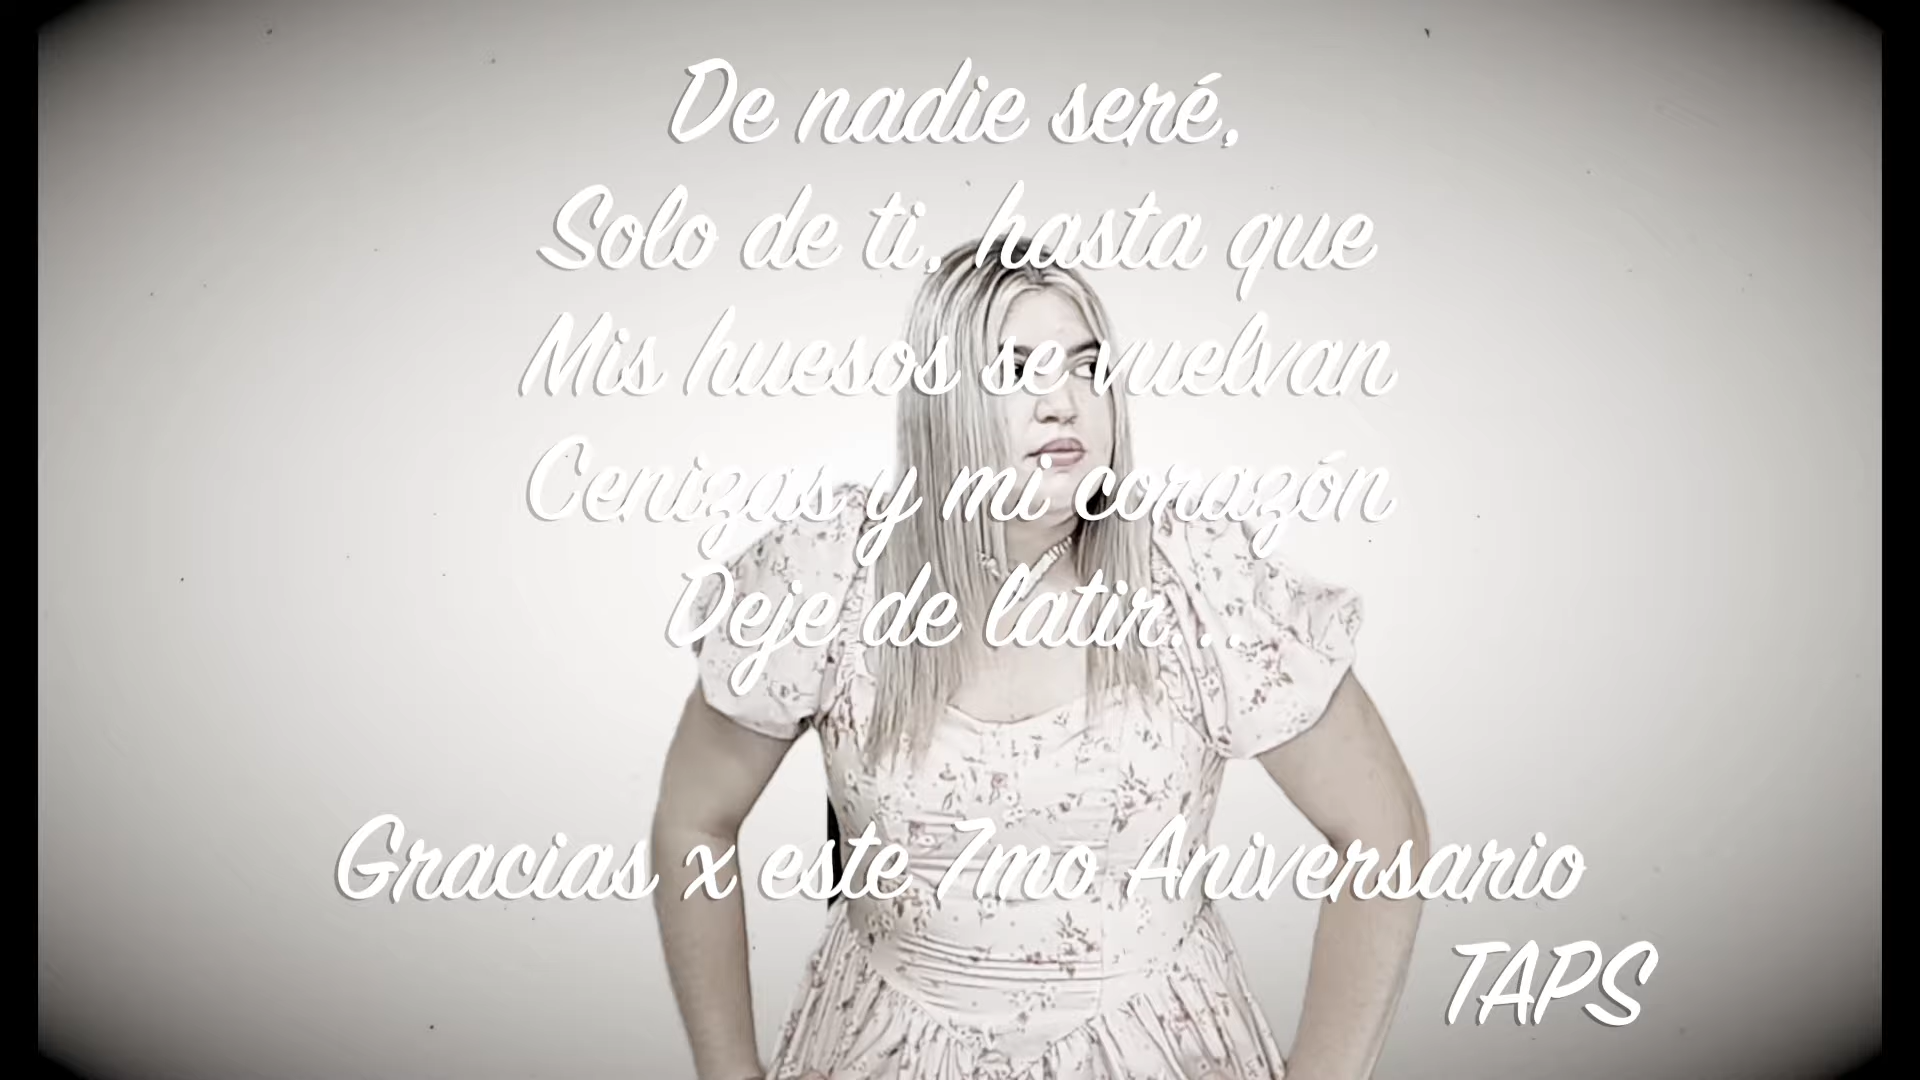 De nadie seré,
Solo de ti, hasta que
Mis huesos se vuelvan
Cenizas y mi corazón
Deje de latir...
Gracias x este 7mo Aniversario
TAPS